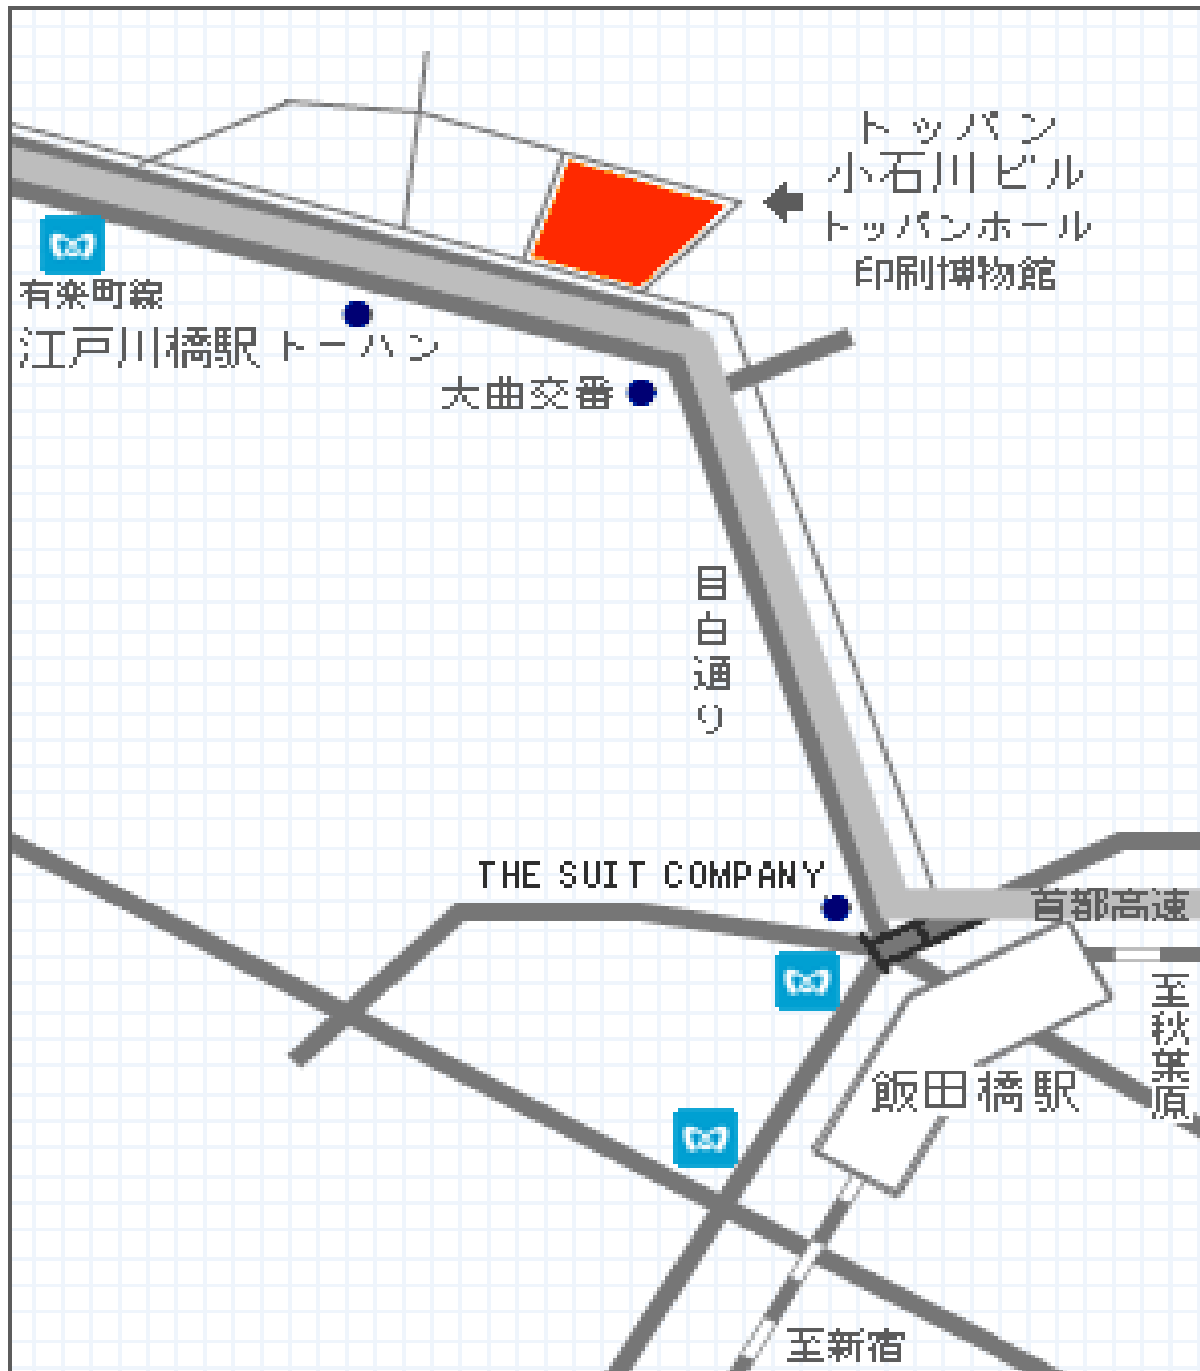 トッパン
小石川ビル
トッパンホール
印刷博物館
有楽町線
江戸川橋駅
トーハン
大曲交番
目白通り
THE SUIT COMPANY
首都高速
至秋葉原
飯田橋駅
至新宿